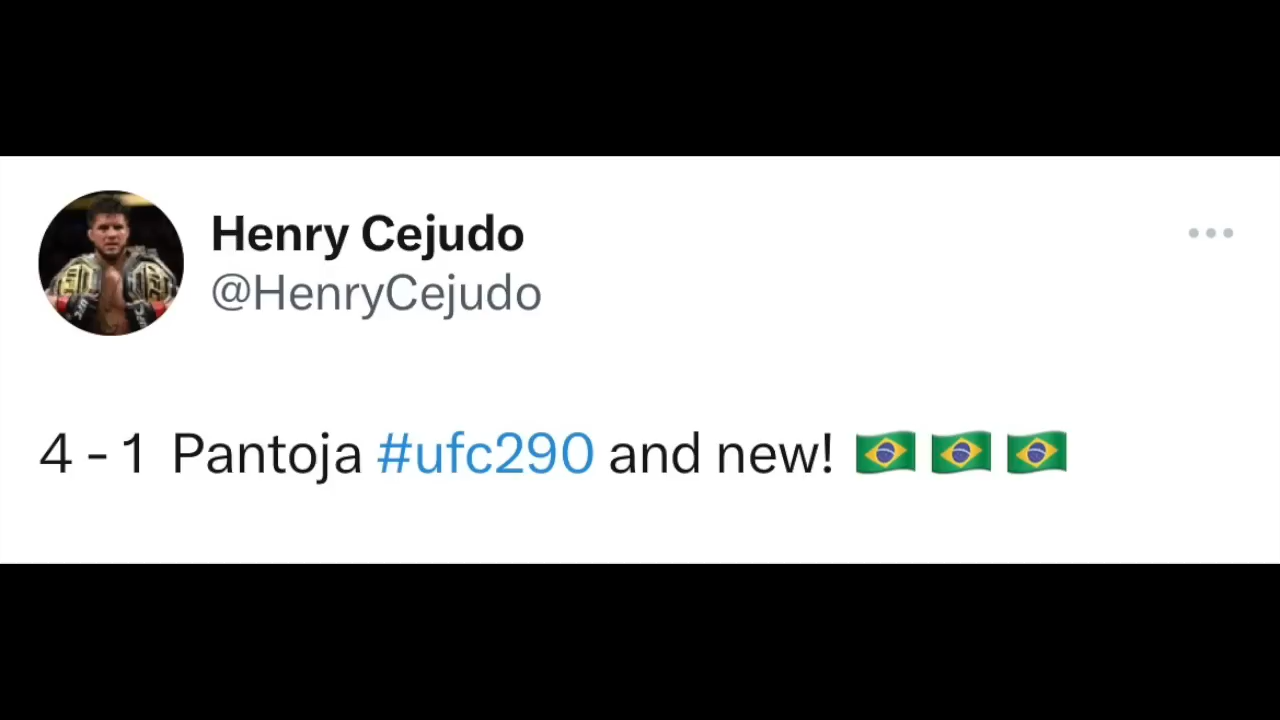 Henry Cejudo
@HenryCejudo
4 - 1 Pantoja #ufc290 and new! 🇧🇷 🇧🇷 🇧🇷